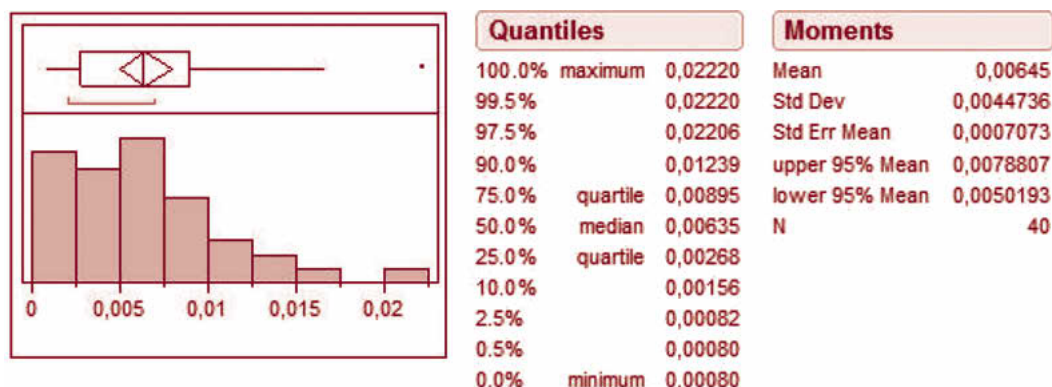 0 0,005 0,01 0,015 0,02
Quantiles
100.0% maximum 0,02220
99.5% 0,02220
97.5% 0,02206
90.0% 0,01239
75.0% quartile 0,00895
50.0% median 0,00635
25.0% quartile 0,00268
10.0% 0,00156
2.5% 0,00082
0.5% 0,00080
0.0% minimum 0,00080
Moments
Mean 0,00645
Std Dev 0,0044736
Std Err Mean 0,0007073
upper 95% Mean 0,0078807
lower 95% Mean 0,0050193
N 40